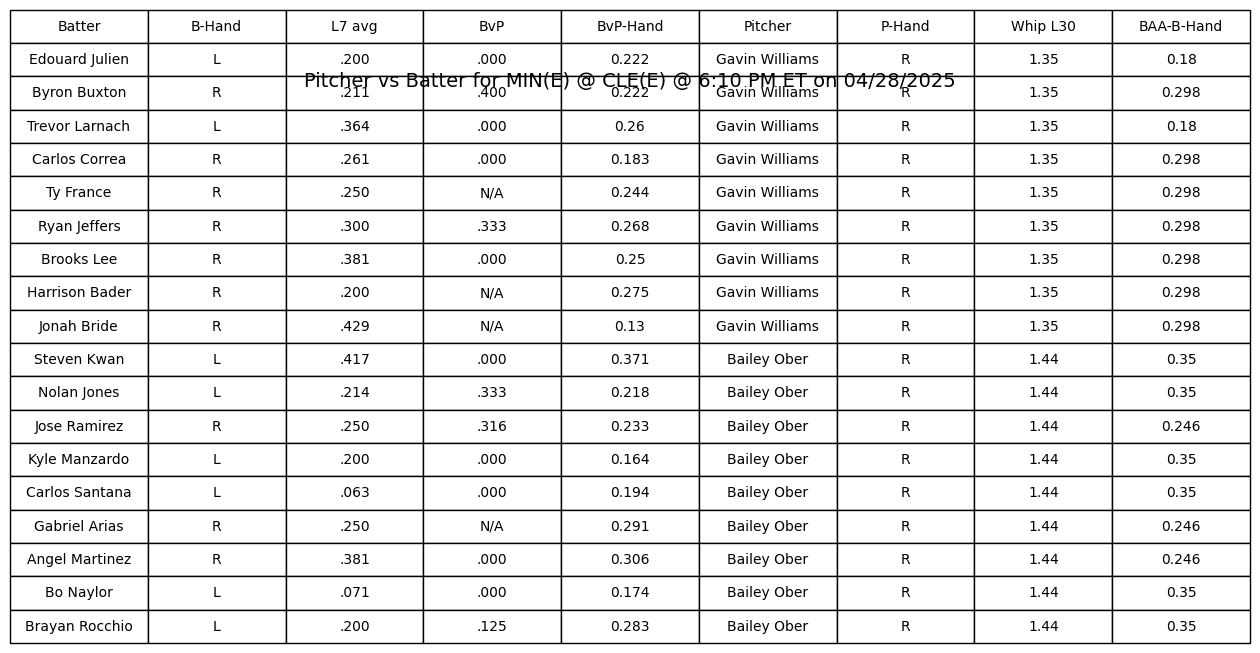 Batter B-Hand L7 avg BvP BvP-Hand Pitcher P-Hand Whip L30 BAA-B-Hand
Edouard Julien L .200 .000 0.222 Gavin Williams R 1.35 0.18
Pitcher vs Batter for MIN(E) @ CLE(E) @ 6:10 PM ET on 04/28/2025
Byron Buxton R .211 .400 0.222 Gavin Williams R 1.35 0.298
Trevor Larnach L .364 .000 0.26 Gavin Williams R 1.35 0.18
Carlos Correa R .261 .000 0.183 Gavin Williams R 1.35 0.298
Ty France R .250 N/A 0.244 Gavin Williams R 1.35 0.298
Ryan Jeffers R .300 .333 0.268 Gavin Williams R 1.35 0.298
Brooks Lee R .381 .000 0.25 Gavin Williams R 1.35 0.298
Harrison Bader R .200 N/A 0.275 Gavin Williams R 1.35 0.298
Jonah Bride R .429 N/A 0.13 Gavin Williams R 1.35 0.298
Steven Kwan L .417 .000 0.371 Bailey Ober R 1.44 0.35
Nolan Jones L .214 .333 0.218 Bailey Ober R 1.44 0.35
Jose Ramirez R .250 .316 0.233 Bailey Ober R 1.44 0.246
Kyle Manzardo L .200 .000 0.164 Bailey Ober R 1.44 0.35
Carlos Santana L .063 .000 0.194 Bailey Ober R 1.44 0.35
Gabriel Arias R .250 N/A 0.291 Bailey Ober R 1.44 0.246
Angel Martinez R .381 .000 0.306 Bailey Ober R 1.44 0.246
Bo Naylor L .071 .000 0.174 Bailey Ober R 1.44 0.35
Brayan Rocchio L .200 .125 0.283 Bailey Ober R 1.44 0.35